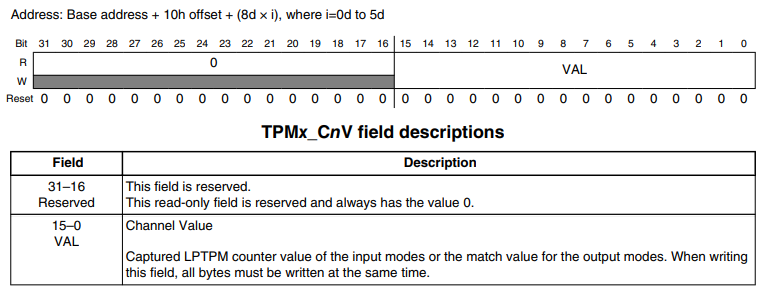 Address: Base address + 10h offset + (8d × i), where i=0d to 5d
Bit 31 30 29 28 27 26 25 24 23 22 21 20 19 18 17 16 15 14 13 12 11 10 9 8 7 6 5 4 3 2 1 0
R 0 VAL
W
Reset 0 0 0 0 0 0 0 0 0 0 0 0 0 0 0 0 0 0 0 0 0 0 0 0 0 0 0 0 0 0 0 0
TPMx_CnV field descriptions
Field Description
31–16 This field is reserved.
Reserved This read-only field is reserved and always has the value 0.
15–0 Channel Value
VAL
Captured LPTPM counter value of the input modes or the match value for the output modes. When writing
this field, all bytes must be written at the same time.